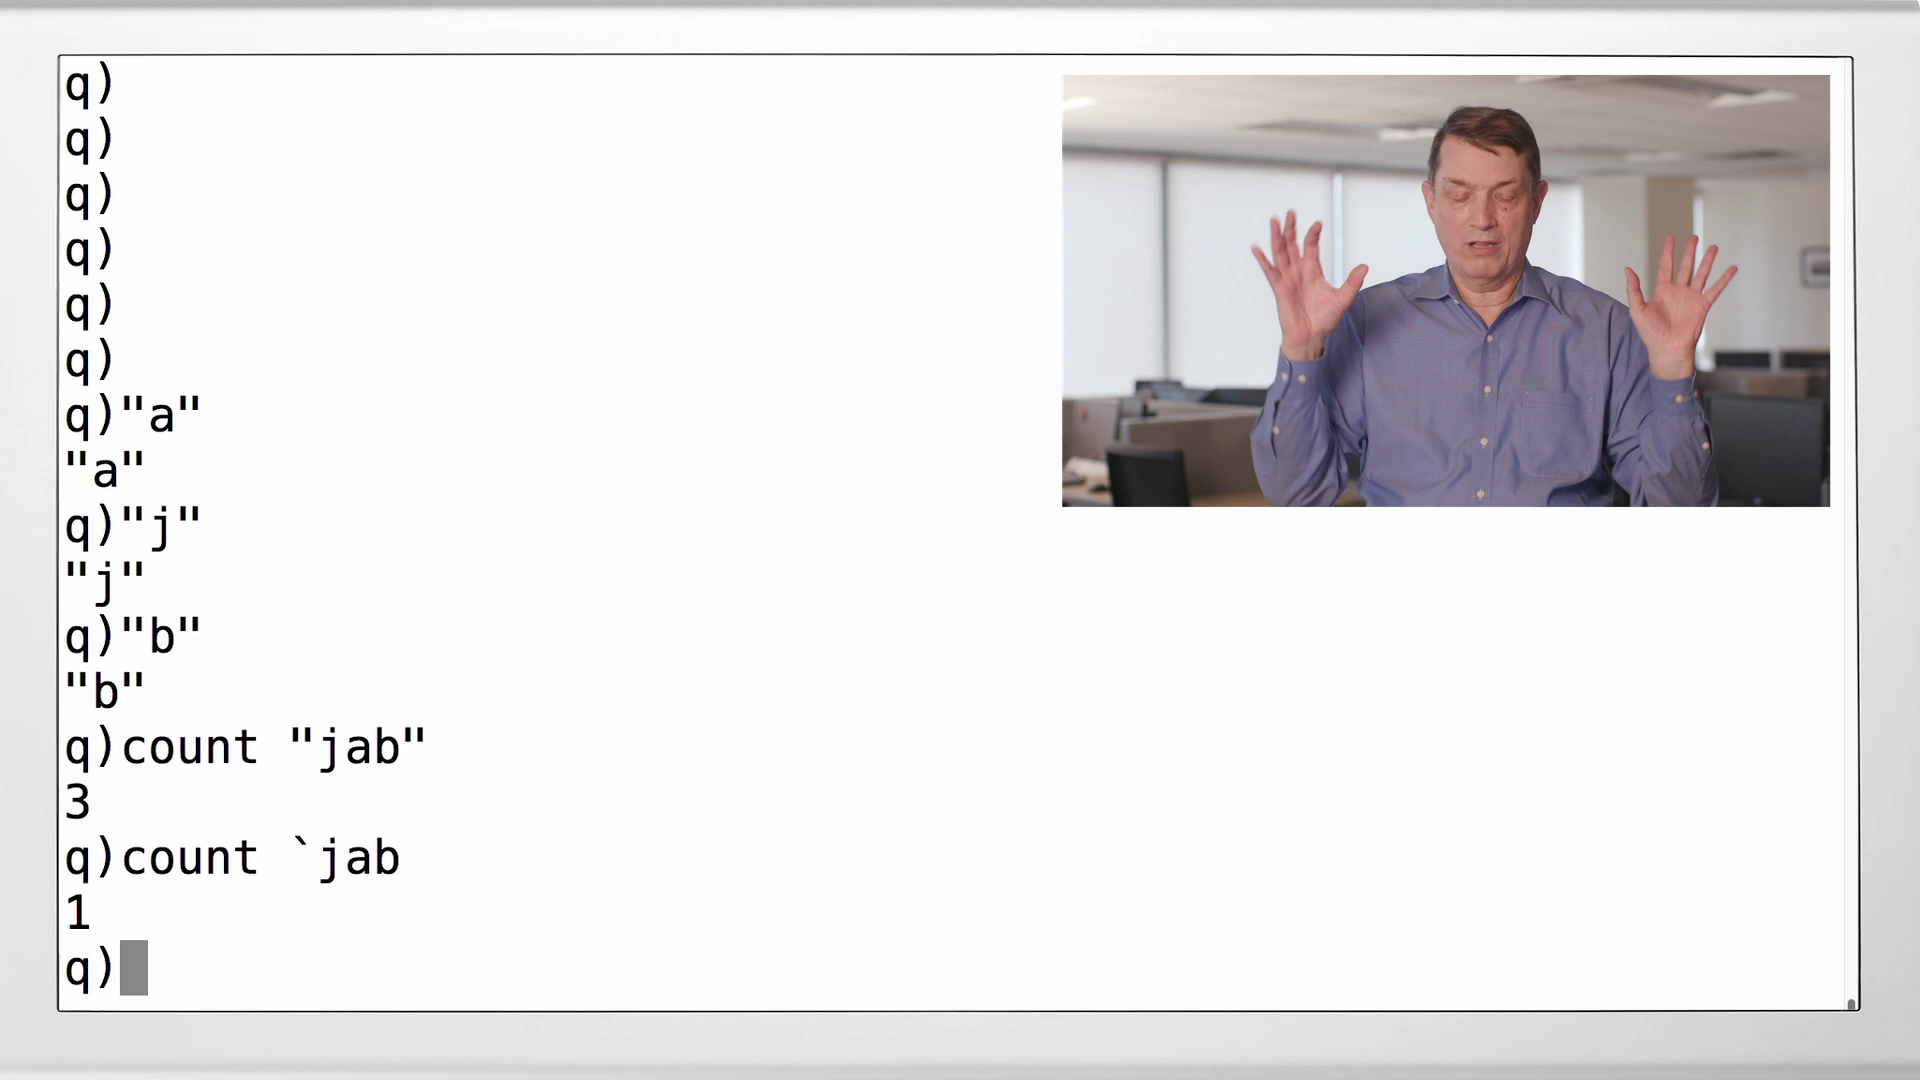 q)
q)
q)
q)
q)
q)
q)"a"
"a"
q)"j"
"j"
q)"b"
"b"
q)count "jab"
3
q)count `jab
1
q)